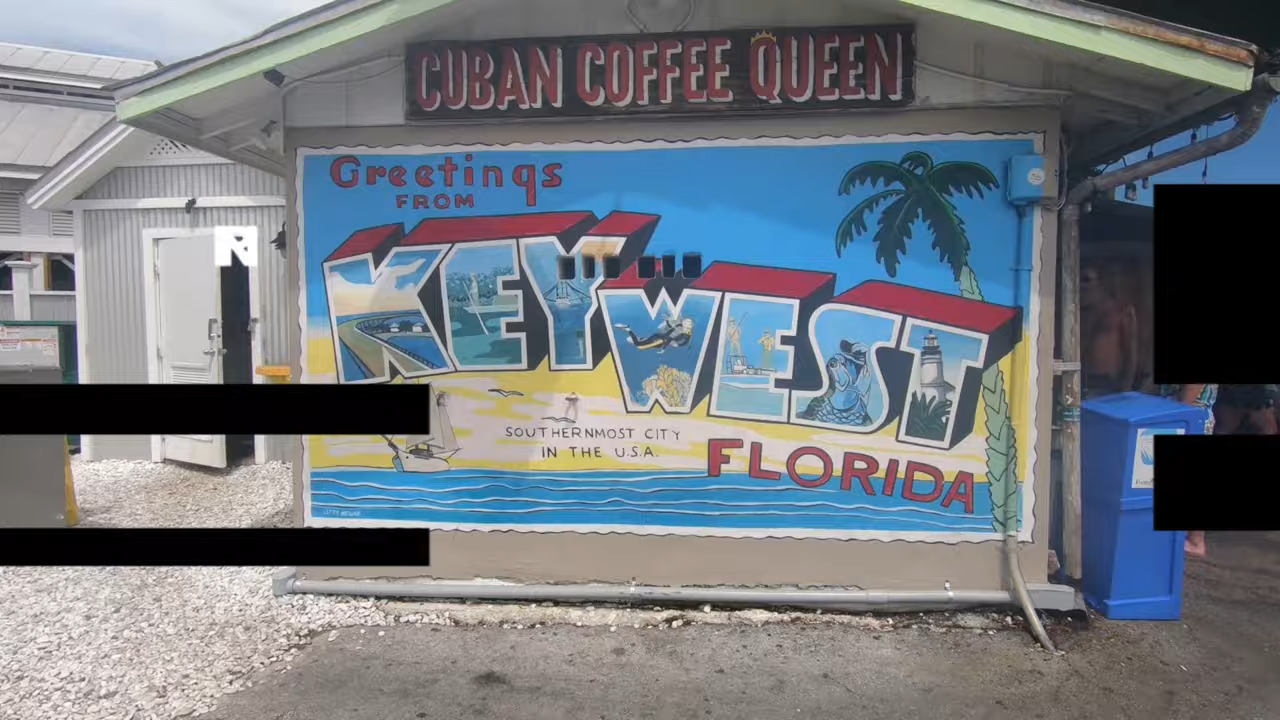 CUBAN COFFEE QUEEN
Greetings
FROM
KEY WEST
SOUTHERNMOST CITY
IN THE U.S.A.
FLORIDA
R